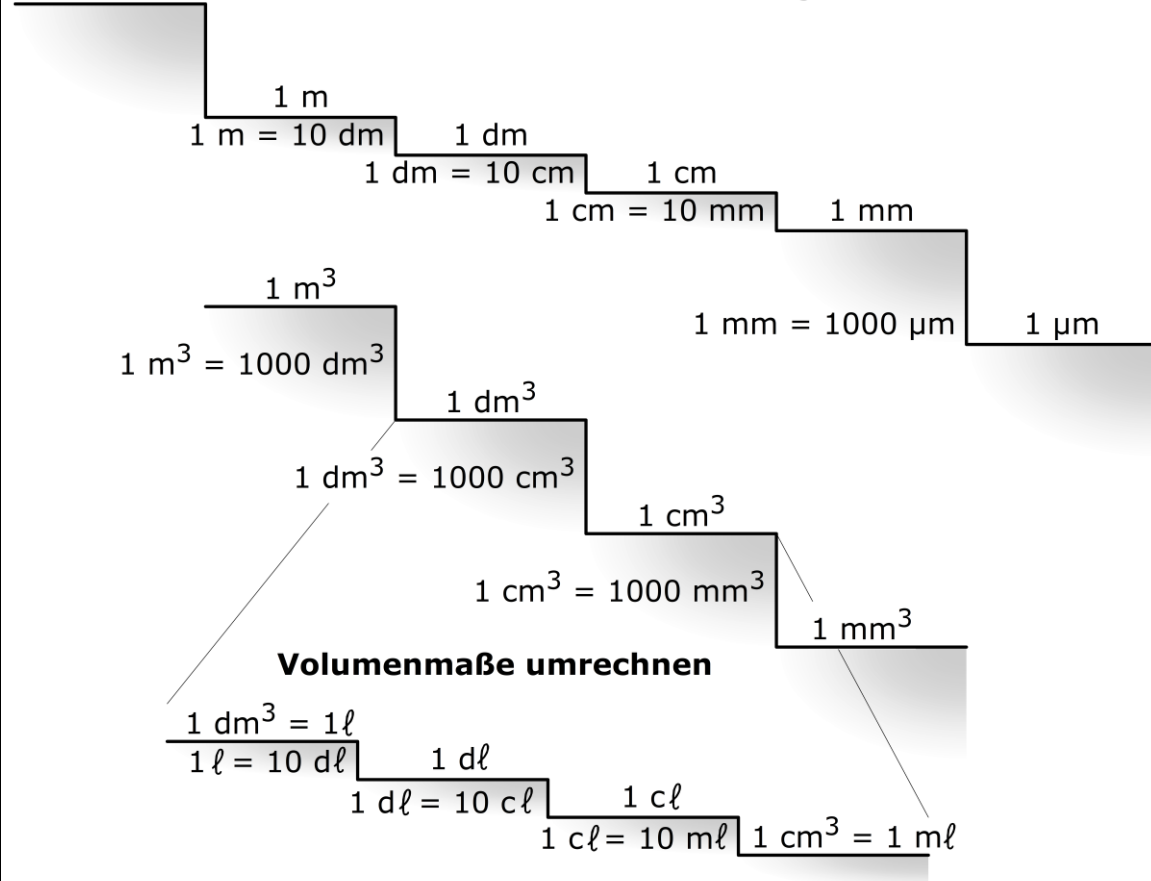 1 m
1 m = 10 dm
1 dm
1 dm = 10 cm
1 cm
1 cm = 10 mm
1 mm
1 mm = 1000 µm
1 µm
1 m³
1 m³ = 1000 dm³
1 dm³
1 dm³ = 1000 cm³
1 cm³
1 cm³ = 1000 mm³
1 mm³
Volumenmaße umrechnen
1 dm³ = 1ℓ
1ℓ = 10 dℓ
1 dℓ
1 dℓ = 10 cℓ
1 cℓ
1 cℓ = 10 mℓ
1 cm³ = 1 mℓ